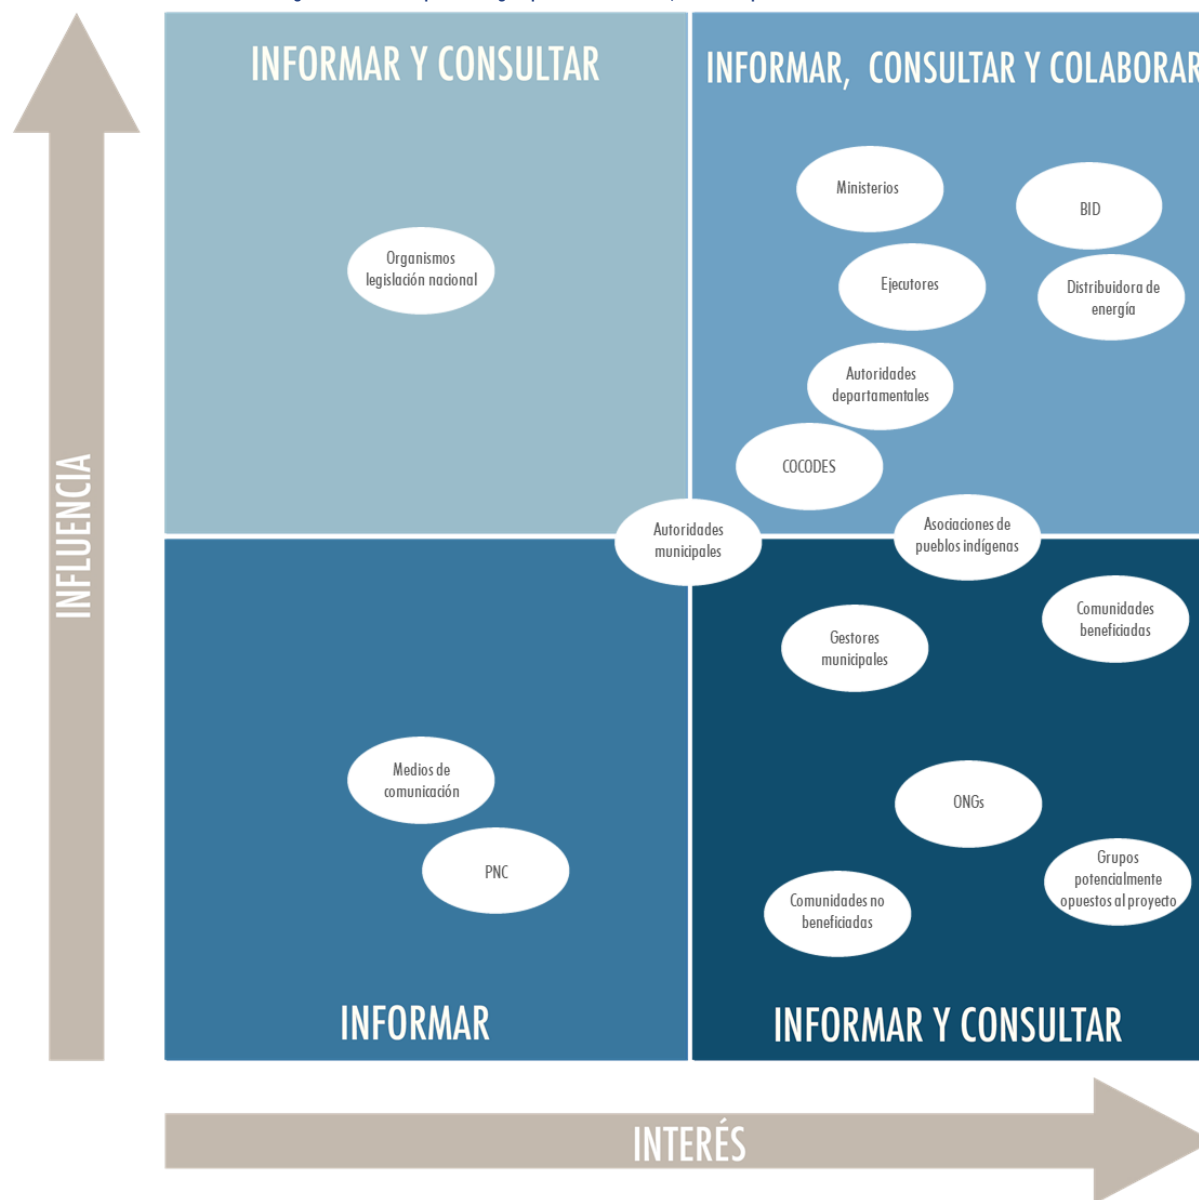 INFORMAR Y CONSULTAR
INFORMAR, CONSULTAR Y COLABORAR
Ministerios
BID
Organismos
legislación nacional
Ejecutores
Distribuidora de
energía
Autoridades
departamentales
COCODES
Autoridades
municipales
Asociaciones de
pueblos indígenas
Comunidades
beneficiadas
Gestores
municipales
INFLUENCIA
Medios de
comunicación
ONGs
PNC
Grupos
potencialmente
opuestos al proyecto
Comunidades no
beneficiadas
INFORMAR
INFORMAR Y CONSULTAR
INTERÉS